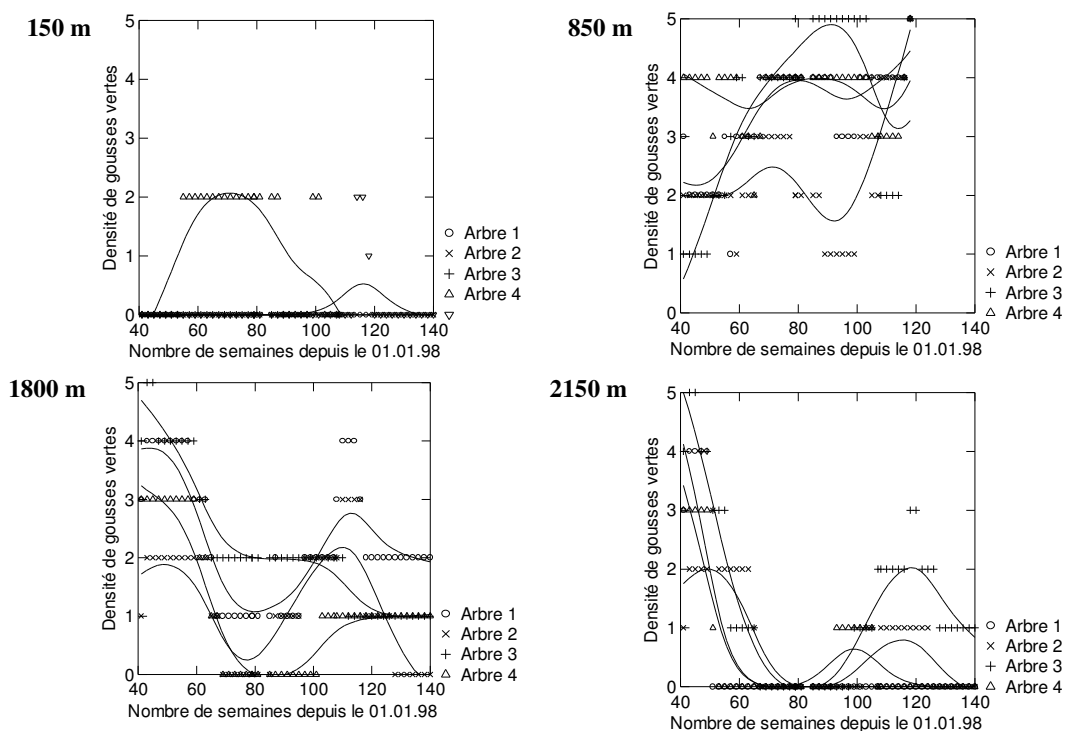 150 m
Densité de gousses vertes
5
4
3
2
1
0
40 60 80 100 120 140
Nombre de semaines depuis le 01.01.98
Arbre 1
Arbre 2
Arbre 3
Arbre 4
850 m
Densité de gousses vertes
5
4
3
2
1
0
40 60 80 100 120 140
Nombre de semaines depuis le 01.01.98
Arbre 1
Arbre 2
Arbre 3
Arbre 4
1800 m
Densité de gousses vertes
5
4
3
2
1
0
40 60 80 100 120 140
Nombre de semaines depuis le 01.01.98
Arbre 1
Arbre 2
Arbre 3
Arbre 4
2150 m
Densité de gousses vertes
5
4
3
2
1
0
40 60 80 100 120 140
Nombre de semaines depuis le 01.01.98
Arbre 1
Arbre 2
Arbre 3
Arbre 4